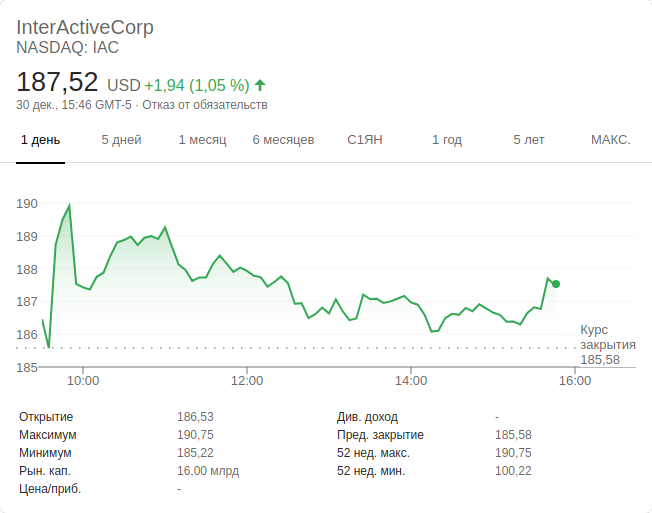 InterActiveCorp
NASDAQ: IAC
187,52 USD +1,94 (1,05 %)
30 дек., 15:46 GMT-5 · Отказ от обязательств
1 день 5 дней 1 месяц 6 месяцев С1ЯН 1 год 5 лет МАКС.
190
189
188
187
186
185
Курс
закрытия
185,58
10:00 12:00 14:00 16:00
Открытие 186,53 Див. доход -
Максимум 190,75 Пред. закрытие 185,58
Минимум 185,22 52 нед. макс. 190,75
Рын. кап. 16,00 млрд 52 нед. мин. 100,22
Цена/приб. -